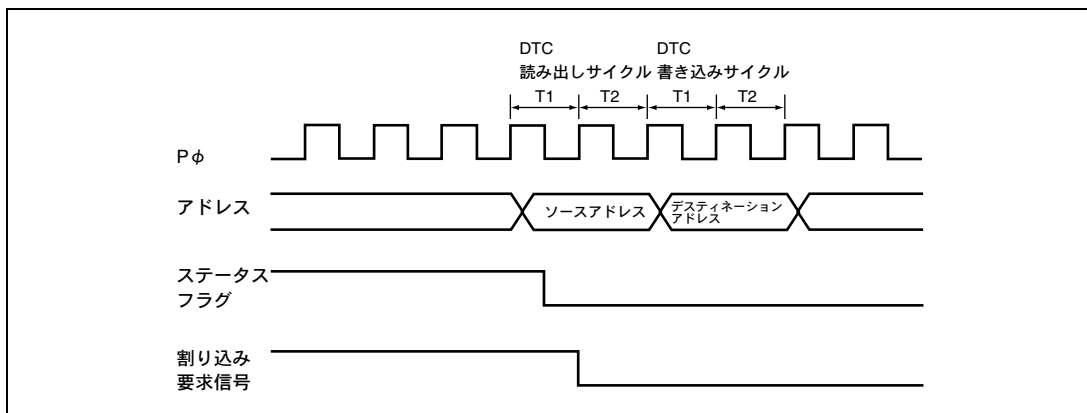 DTC
読み出しサイクル
DTC
書き込みサイクル
T1
T2
T1
T2
Pφ
アドレス
ソースアドレス
デスティネーション
アドレス
ステータス
フラグ
割り込み
要求信号